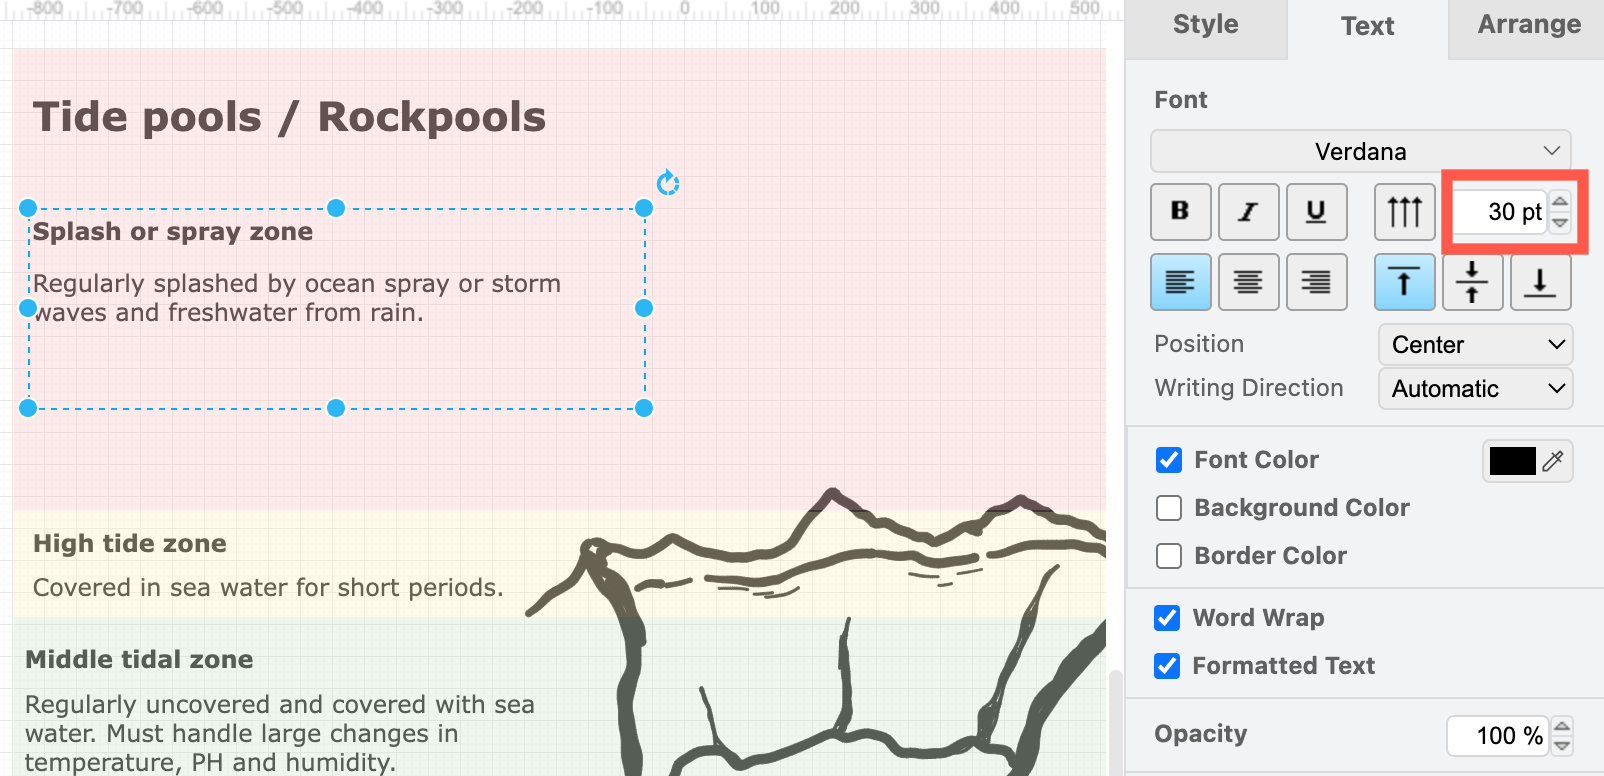 -800 -700 -600 -500 -400 -300 -200 -100 0 100 200 300 400 500
Style Text Arrange
Font
Verdana
B I U 30 pt
Position Center
Writing Direction Automatic
Font Color
Background Color
Border Color
Word Wrap
Formatted Text
Opacity 100 %
Tide pools / Rockpools
Splash or spray zone
Regularly splashed by ocean spray or storm
waves and freshwater from rain.
High tide zone
Covered in sea water for short periods.
Middle tidal zone
Regularly uncovered and covered with sea
water. Must handle large changes in
temperature, PH and humidity.